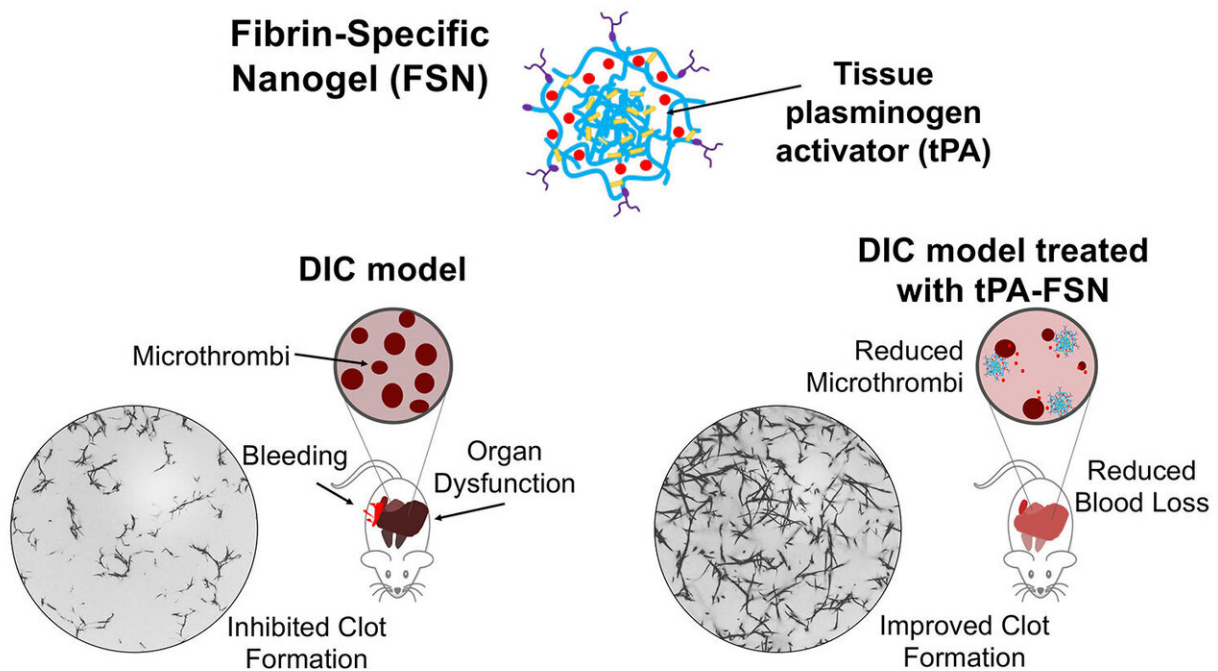 Fibrin-Specific
Nanogel (FSN)
Tissue
plasminogen
activator (tPA)
DIC model
Microthrombi
Bleeding
Organ
Dysfunction
Inhibited Clot
Formation
DIC model treated
with tPA-FSN
Reduced
Microthrombi
Reduced
Blood Loss
Improved Clot
Formation